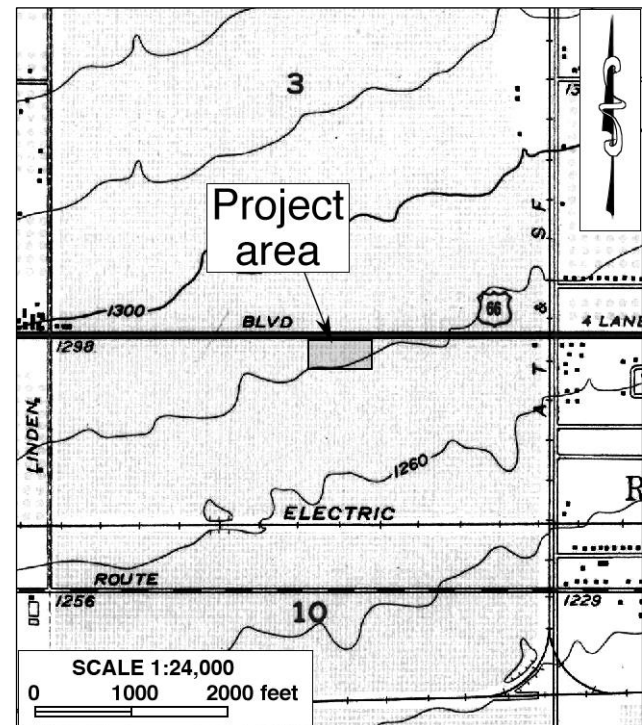 3
13
Project
area
S F
&
66
1300
BLVD
4 LANE
1298
A T
LINDEN
1260
R
ELECTRIC
ROUTE
1256
10
1229
SCALE 1:24,000
0 1000 2000 feet